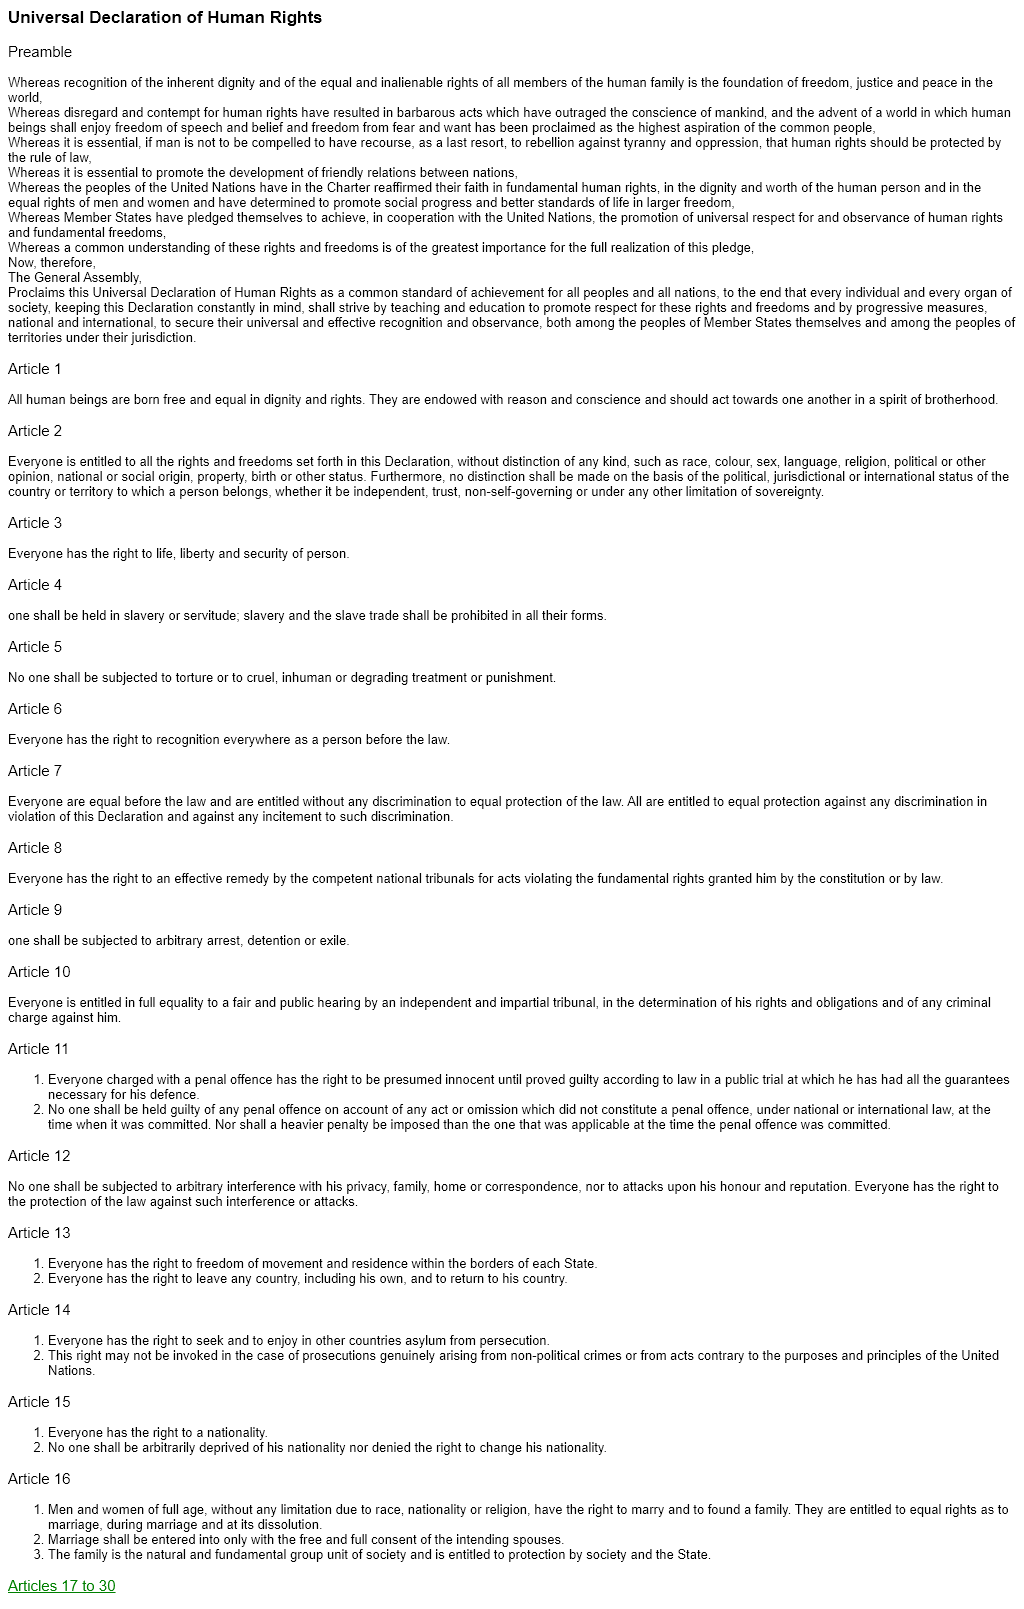 Universal Declaration of Human Rights
Preamble
Whereas recognition of the inherent dignity and of the equal and inalienable rights of all members of the human family is the foundation of freedom, justice and peace in the
world,
Whereas disregard and contempt for human rights have resulted in barbarous acts which have outraged the conscience of mankind, and the advent of a world in which human
beings shall enjoy freedom of speech and belief and freedom from fear and want has been proclaimed as the highest aspiration of the common people,
Whereas it is essential, if man is not to be compelled to have recourse, as a last resort, to rebellion against tyranny and oppression, that human rights should be protected by
the rule of law,
Whereas it is essential to promote the development of friendly relations between nations,
Whereas the peoples of the United Nations have in the Charter reaffirmed their faith in fundamental human rights, in the dignity and worth of the human person and in the
equal rights of men and women and have determined to promote social progress and better standards of life in larger freedom,
Whereas Member States have pledged themselves to achieve, in cooperation with the United Nations, the promotion of universal respect for and observance of human rights
and fundamental freedoms,
Whereas a common understanding of these rights and freedoms is of the greatest importance for the full realization of this pledge,
Now, therefore,
The General Assembly,
Proclaims this Universal Declaration of Human Rights as a common standard of achievement for all peoples and all nations, to the end that every individual and every organ of
society, keeping this Declaration constantly in mind, shall strive by teaching and education to promote respect for these rights and freedoms and by progressive measures,
national and international, to secure their universal and effective recognition and observance, both among the peoples of Member States themselves and among the peoples of
territories under their jurisdiction.
Article 1
All human beings are born free and equal in dignity and rights. They are endowed with reason and conscience and should act towards one another in a spirit of brotherhood.
Article 2
Everyone is entitled to all the rights and freedoms set forth in this Declaration, without distinction of any kind, such as race, colour, sex, language, religion, political or other
opinion, national or social origin, property, birth or other status. Furthermore, no distinction shall be made on the basis of the political, jurisdictional or international status of the
country or territory to which a person belongs, whether it be independent, trust, non-self-governing or under any other limitation of sovereignty.
Article 3
Everyone has the right to life, liberty and security of person.
Article 4
one shall be held in slavery or servitude; slavery and the slave trade shall be prohibited in all their forms.
Article 5
No one shall be subjected to torture or to cruel, inhuman or degrading treatment or punishment.
Article 6
Everyone has the right to recognition everywhere as a person before the law.
Article 7
Everyone are equal before the law and are entitled without any discrimination to equal protection of the law. All are entitled to equal protection against any discrimination in
violation of this Declaration and against any incitement to such discrimination.
Article 8
Everyone has the right to an effective remedy by the competent national tribunals for acts violating the fundamental rights granted him by the constitution or by law.
Article 9
one shall be subjected to arbitrary arrest, detention or exile.
Article 10
Everyone is entitled in full equality to a fair and public hearing by an independent and impartial tribunal, in the determination of his rights and obligations and of any criminal
charge against him.
Article 11
1. Everyone charged with a penal offence has the right to be presumed innocent until proved guilty according to law in a public trial at which he has had all the guarantees
necessary for his defence.
2. No one shall be held guilty of any penal offence on account of any act or omission which did not constitute a penal offence, under national or international law, at the
time when it was committed. Nor shall a heavier penalty be imposed than the one that was applicable at the time the penal offence was committed.
Article 12
No one shall be subjected to arbitrary interference with his privacy, family, home or correspondence, nor to attacks upon his honour and reputation. Everyone has the right to
the protection of the law against such interference or attacks.
Article 13
1. Everyone has the right to freedom of movement and residence within the borders of each State.
2. Everyone has the right to leave any country, including his own, and to return to his country.
Article 14
1. Everyone has the right to seek and to enjoy in other countries asylum from persecution.
2. This right may not be invoked in the case of prosecutions genuinely arising from non-political crimes or from acts contrary to the purposes and principles of the United
Nations.
Article 15
1. Everyone has the right to a nationality.
2. No one shall be arbitrarily deprived of his nationality nor denied the right to change his nationality.
Article 16
1. Men and women of full age, without any limitation due to race, nationality or religion, have the right to marry and to found a family. They are entitled to equal rights as to
marriage, during marriage and at its dissolution.
2. Marriage shall be entered into only with the free and full consent of the intending spouses.
3. The family is the natural and fundamental group unit of society and is entitled to protection by society and the State.
Articles 17 to 30